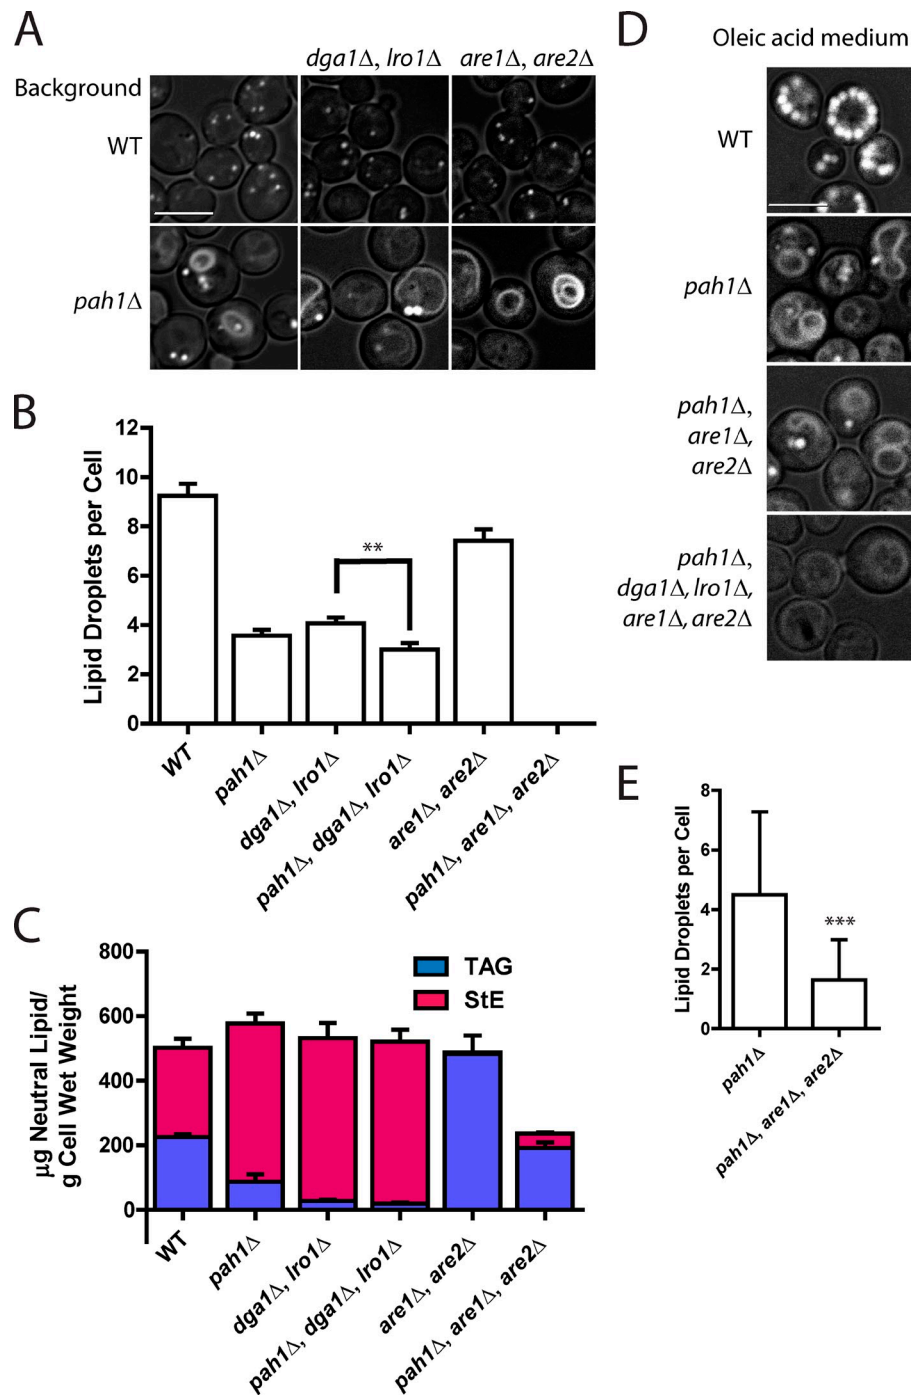 A
dga1Δ, lro1Δ
are1Δ, are2Δ
Background
WT
pah1Δ
B
Lipid Droplets per Cell
12
10
8
6
4
2
0
**
WT
pah1Δ
dga1Δ, lro1Δ
pah1Δ, dga1Δ, lro1Δ
are1Δ, are2Δ
pah1Δ, are1Δ, are2Δ
C
µg Neutral Lipid/
g Cell Wet Weight
800
600
400
200
0
TAG
StE
WT
pah1Δ
dga1Δ, lro1Δ
pah1Δ, dga1Δ, lro1Δ
are1Δ, are2Δ
pah1Δ, are1Δ, are2Δ
D
Oleic acid medium
WT
pah1Δ
pah1Δ,
are1Δ,
are2Δ
pah1Δ,
dga1Δ, lro1Δ,
are1Δ, are2Δ
E
Lipid Droplets per Cell
8
6
4
2
0
***
pah1Δ
pah1Δ, are1Δ, are2Δ